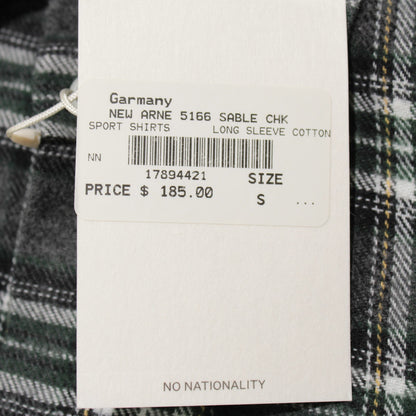 Garmany
NEW ARNE 5166 SABLE CHK
SPORT SHIRTS LONG SLEEVE COTTON
NN
17894421 SIZE
PRICE $ 185.00 S ...
NO NATIONALITY